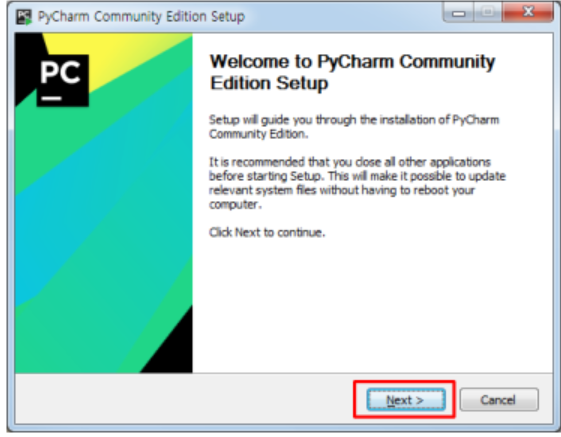 PyCharm Community Edition Setup
PC
Welcome to PyCharm Community
Edition Setup
Setup will guide you through the installation of PyCharm
Community Edition.
It is recommended that you close all other applications
before starting Setup. This will make it possible to update
relevant system files without having to reboot your
computer.
Click Next to continue.
Next >
Cancel